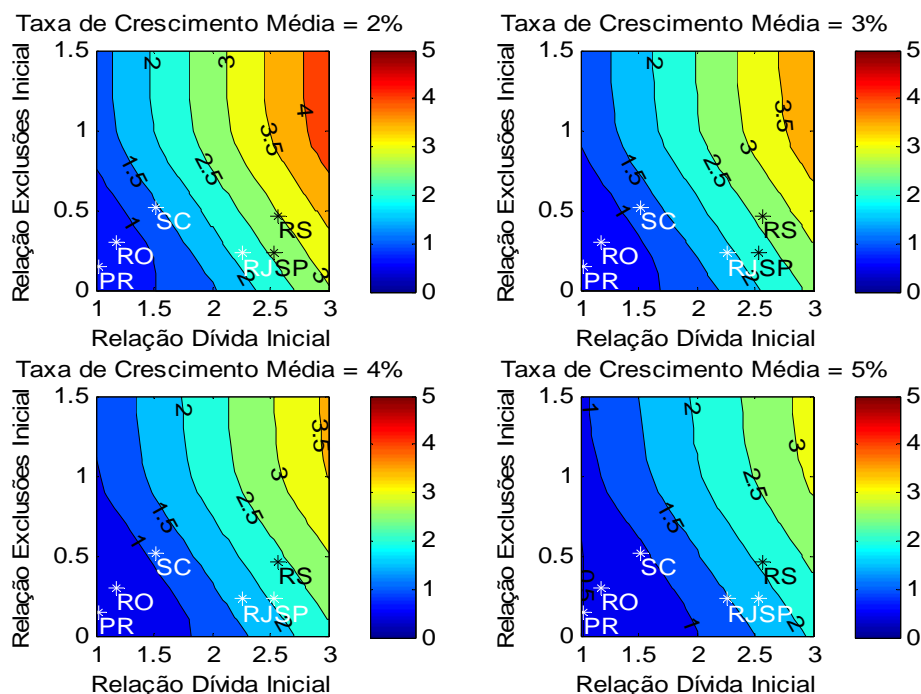 Taxa de Crescimento Média = 2%
Relação Exclusões Inicial
1.5
1
0.5
0
1 1.5 2 2.5 3
Relação Dívida Inicial
2 3 4
1.5 2.5 3.5
1 2 3
SC
RO
PR
RS
RJ SP
5
4
3
2
1
0
Taxa de Crescimento Média = 3%
Relação Exclusões Inicial
1.5
1
0.5
0
1 1.5 2 2.5 3
Relação Dívida Inicial
2 3.5
1.5 2.5 3
1 2
SC
RO
PR
RS
RJ SP
5
4
3
2
1
0
Taxa de Crescimento Média = 4%
Relação Exclusões Inicial
1.5
1
0.5
0
1 1.5 2 2.5 3
Relação Dívida Inicial
2 3.5
1.5 2.5 3
1 2
SC
RO
PR
RS
RJ SP
5
4
3
2
1
0
Taxa de Crescimento Média = 5%
Relação Exclusões Inicial
1.5
1
0.5
0
1 1.5 2 2.5 3
Relação Dívida Inicial
1 2 3
1.5 2.5
0.5 1 2
SC
RO
PR
RS
RJ SP
5
4
3
2
1
0